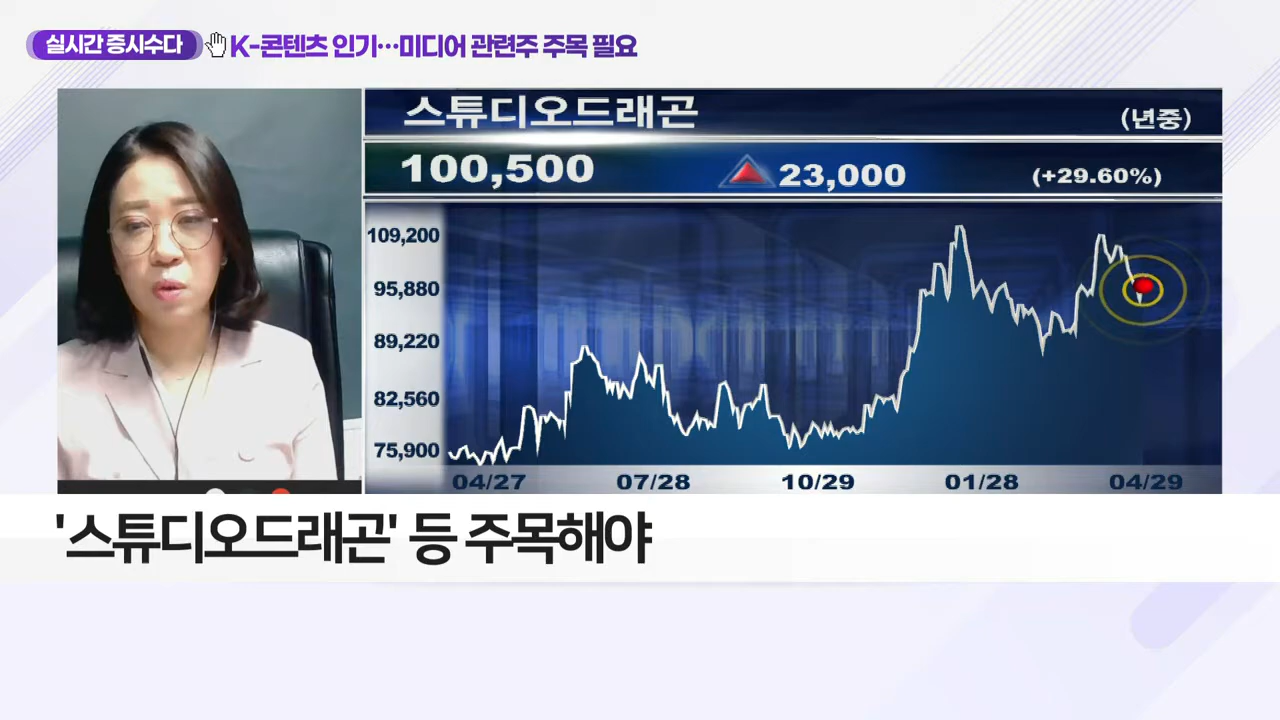 실시간 증시수다 K-콘텐츠 인기…미디어 관련주 주목 필요
스튜디오드래곤 (년중)
100,500 23,000 (+29.60%)
109,200
95,880
89,220
82,560
75,900
04/27 07/28 10/29 01/28 04/29
'스튜디오드래곤' 등 주목해야